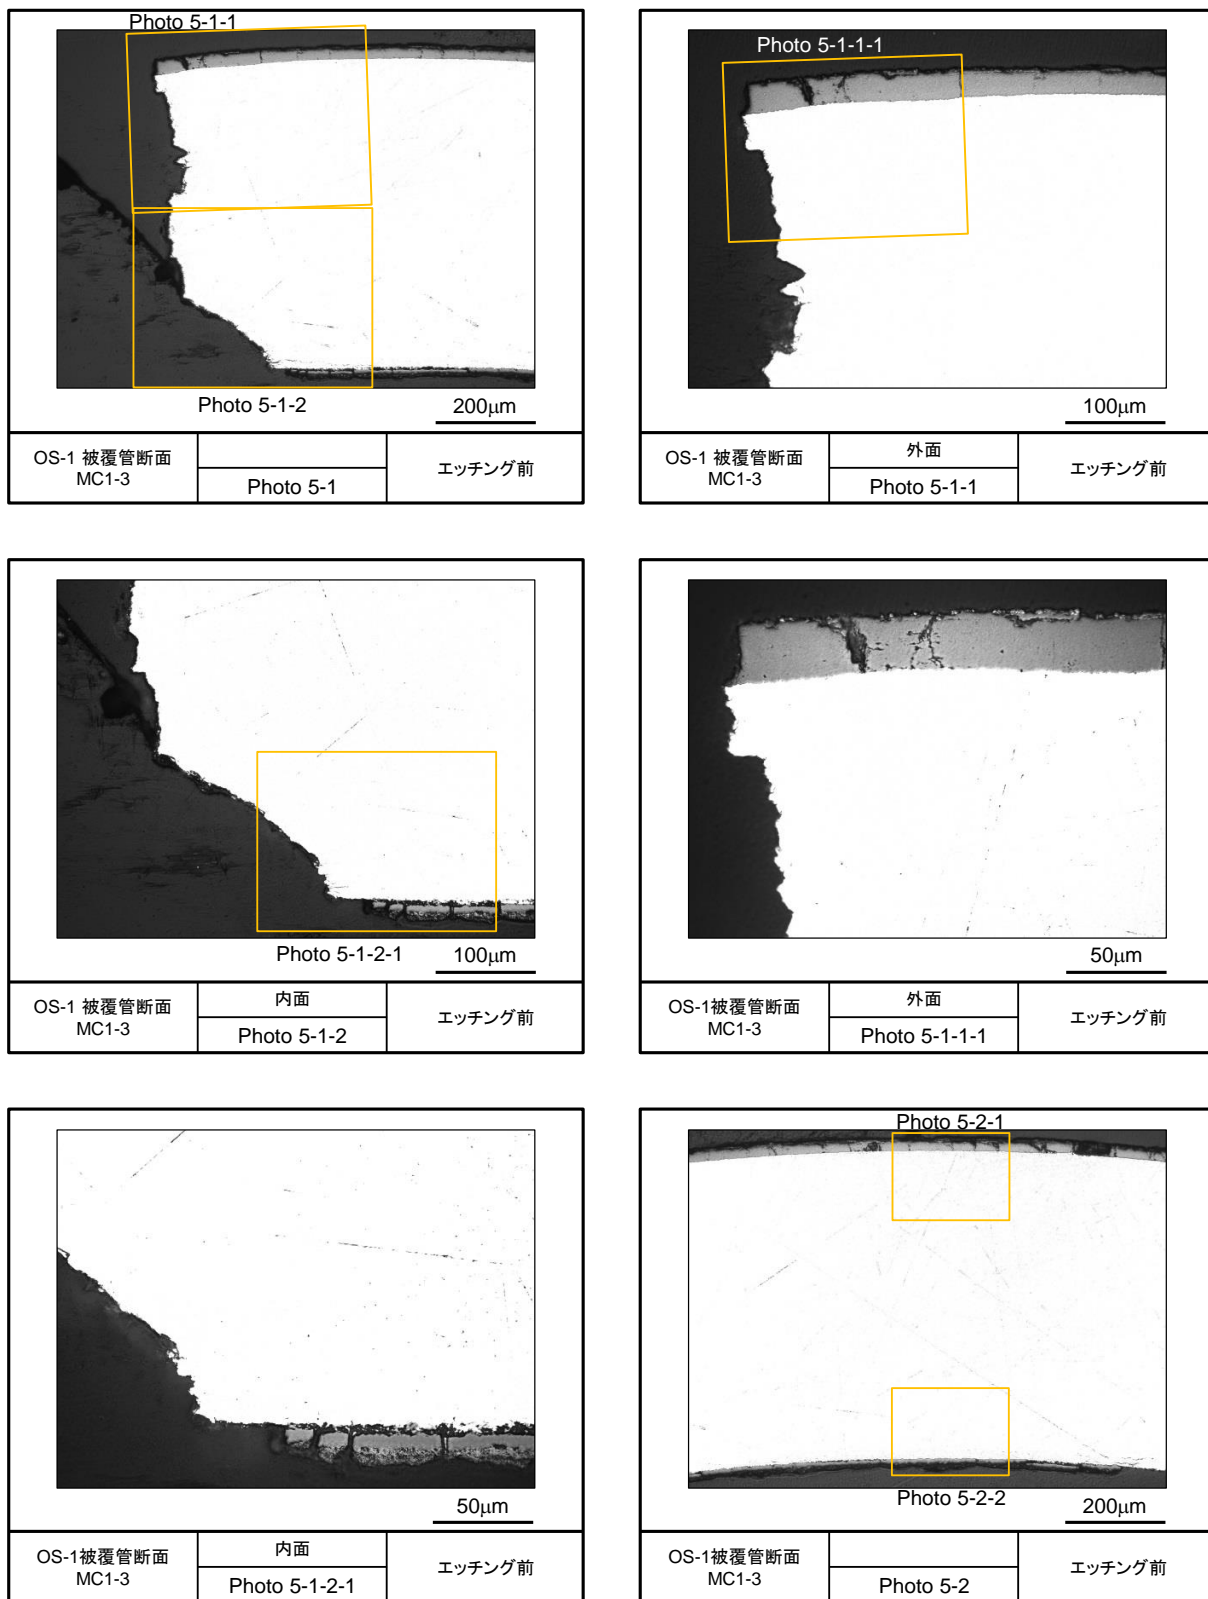 Photo 5-1-1
Photo 5-1-2
200μm
OS-1 被覆管断面
MC1-3
Photo 5-1
エッチング前
Photo 5-1-1-1
100μm
OS-1 被覆管断面
MC1-3
外面
Photo 5-1-1
エッチング前
Photo 5-1-2-1
100μm
OS-1 被覆管断面
MC1-3
内面
Photo 5-1-2
エッチング前
50μm
OS-1被覆管断面
MC1-3
外面
Photo 5-1-1-1
エッチング前
50μm
OS-1被覆管断面
MC1-3
内面
Photo 5-1-2-1
エッチング前
Photo 5-2-1
Photo 5-2-2
200μm
OS-1被覆管断面
MC1-3
Photo 5-2
エッチング前